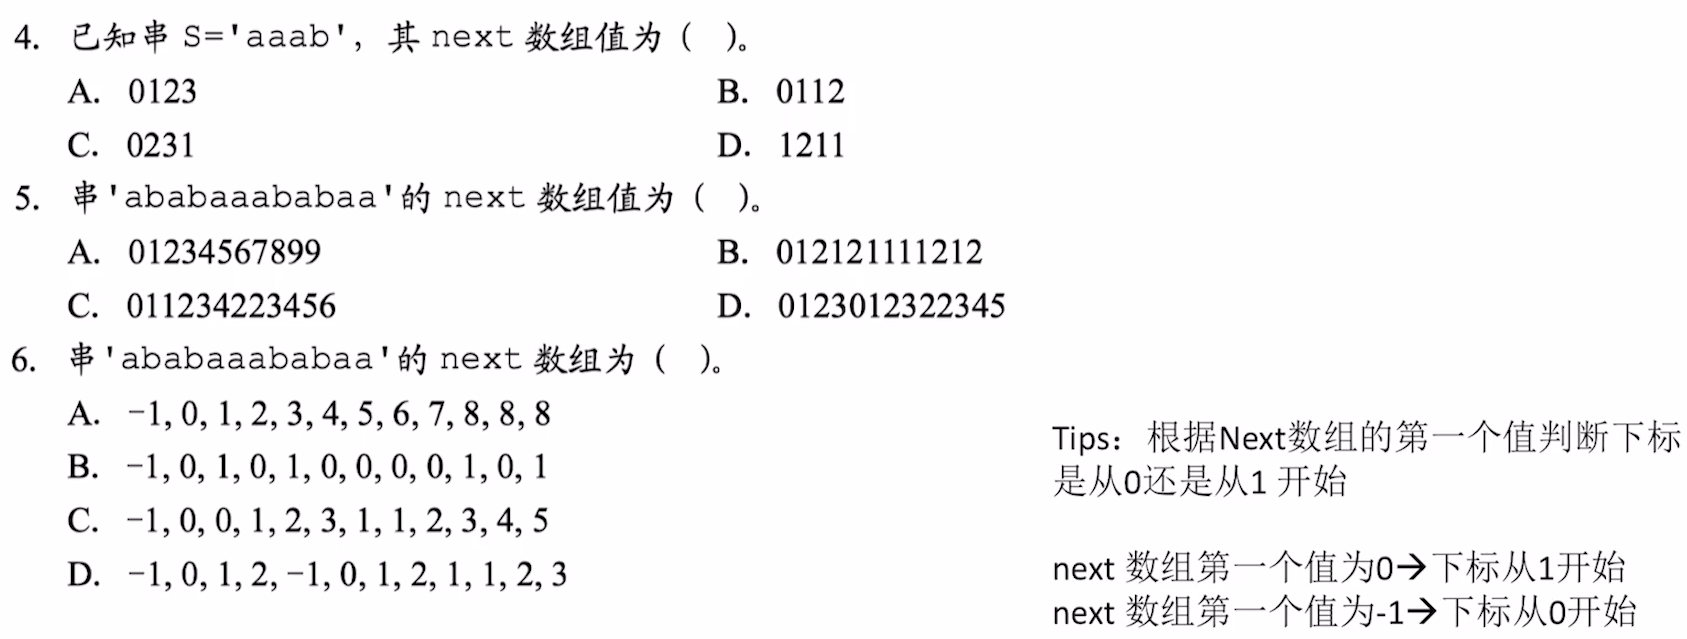 4. 已知串 S='aaab', 其 next 数组值为 ( )。
A. 0123 B. 0112
C. 0231 D. 1211
5. 串'ababaaababaa'的 next 数组值为 ( )。
A. 01234567899 B. 012121111212
C. 011234223456 D. 0123012322345
6. 串'ababaaababaa'的 next 数组为 ( )。
A. −1, 0, 1, 2, 3, 4, 5, 6, 7, 8, 8, 8
B. −1, 0, 1, 0, 1, 0, 0, 0, 0, 1, 0, 1
C. −1, 0, 0, 1, 2, 3, 1, 1, 2, 3, 4, 5
D. −1, 0, 1, 2, −1, 0, 1, 2, 1, 1, 2, 3
Tips：根据Next数组的第一个值判断下标
是从0还是从1 开始
next 数组第一个值为0→下标从1开始
next 数组第一个值为-1→下标从0开始